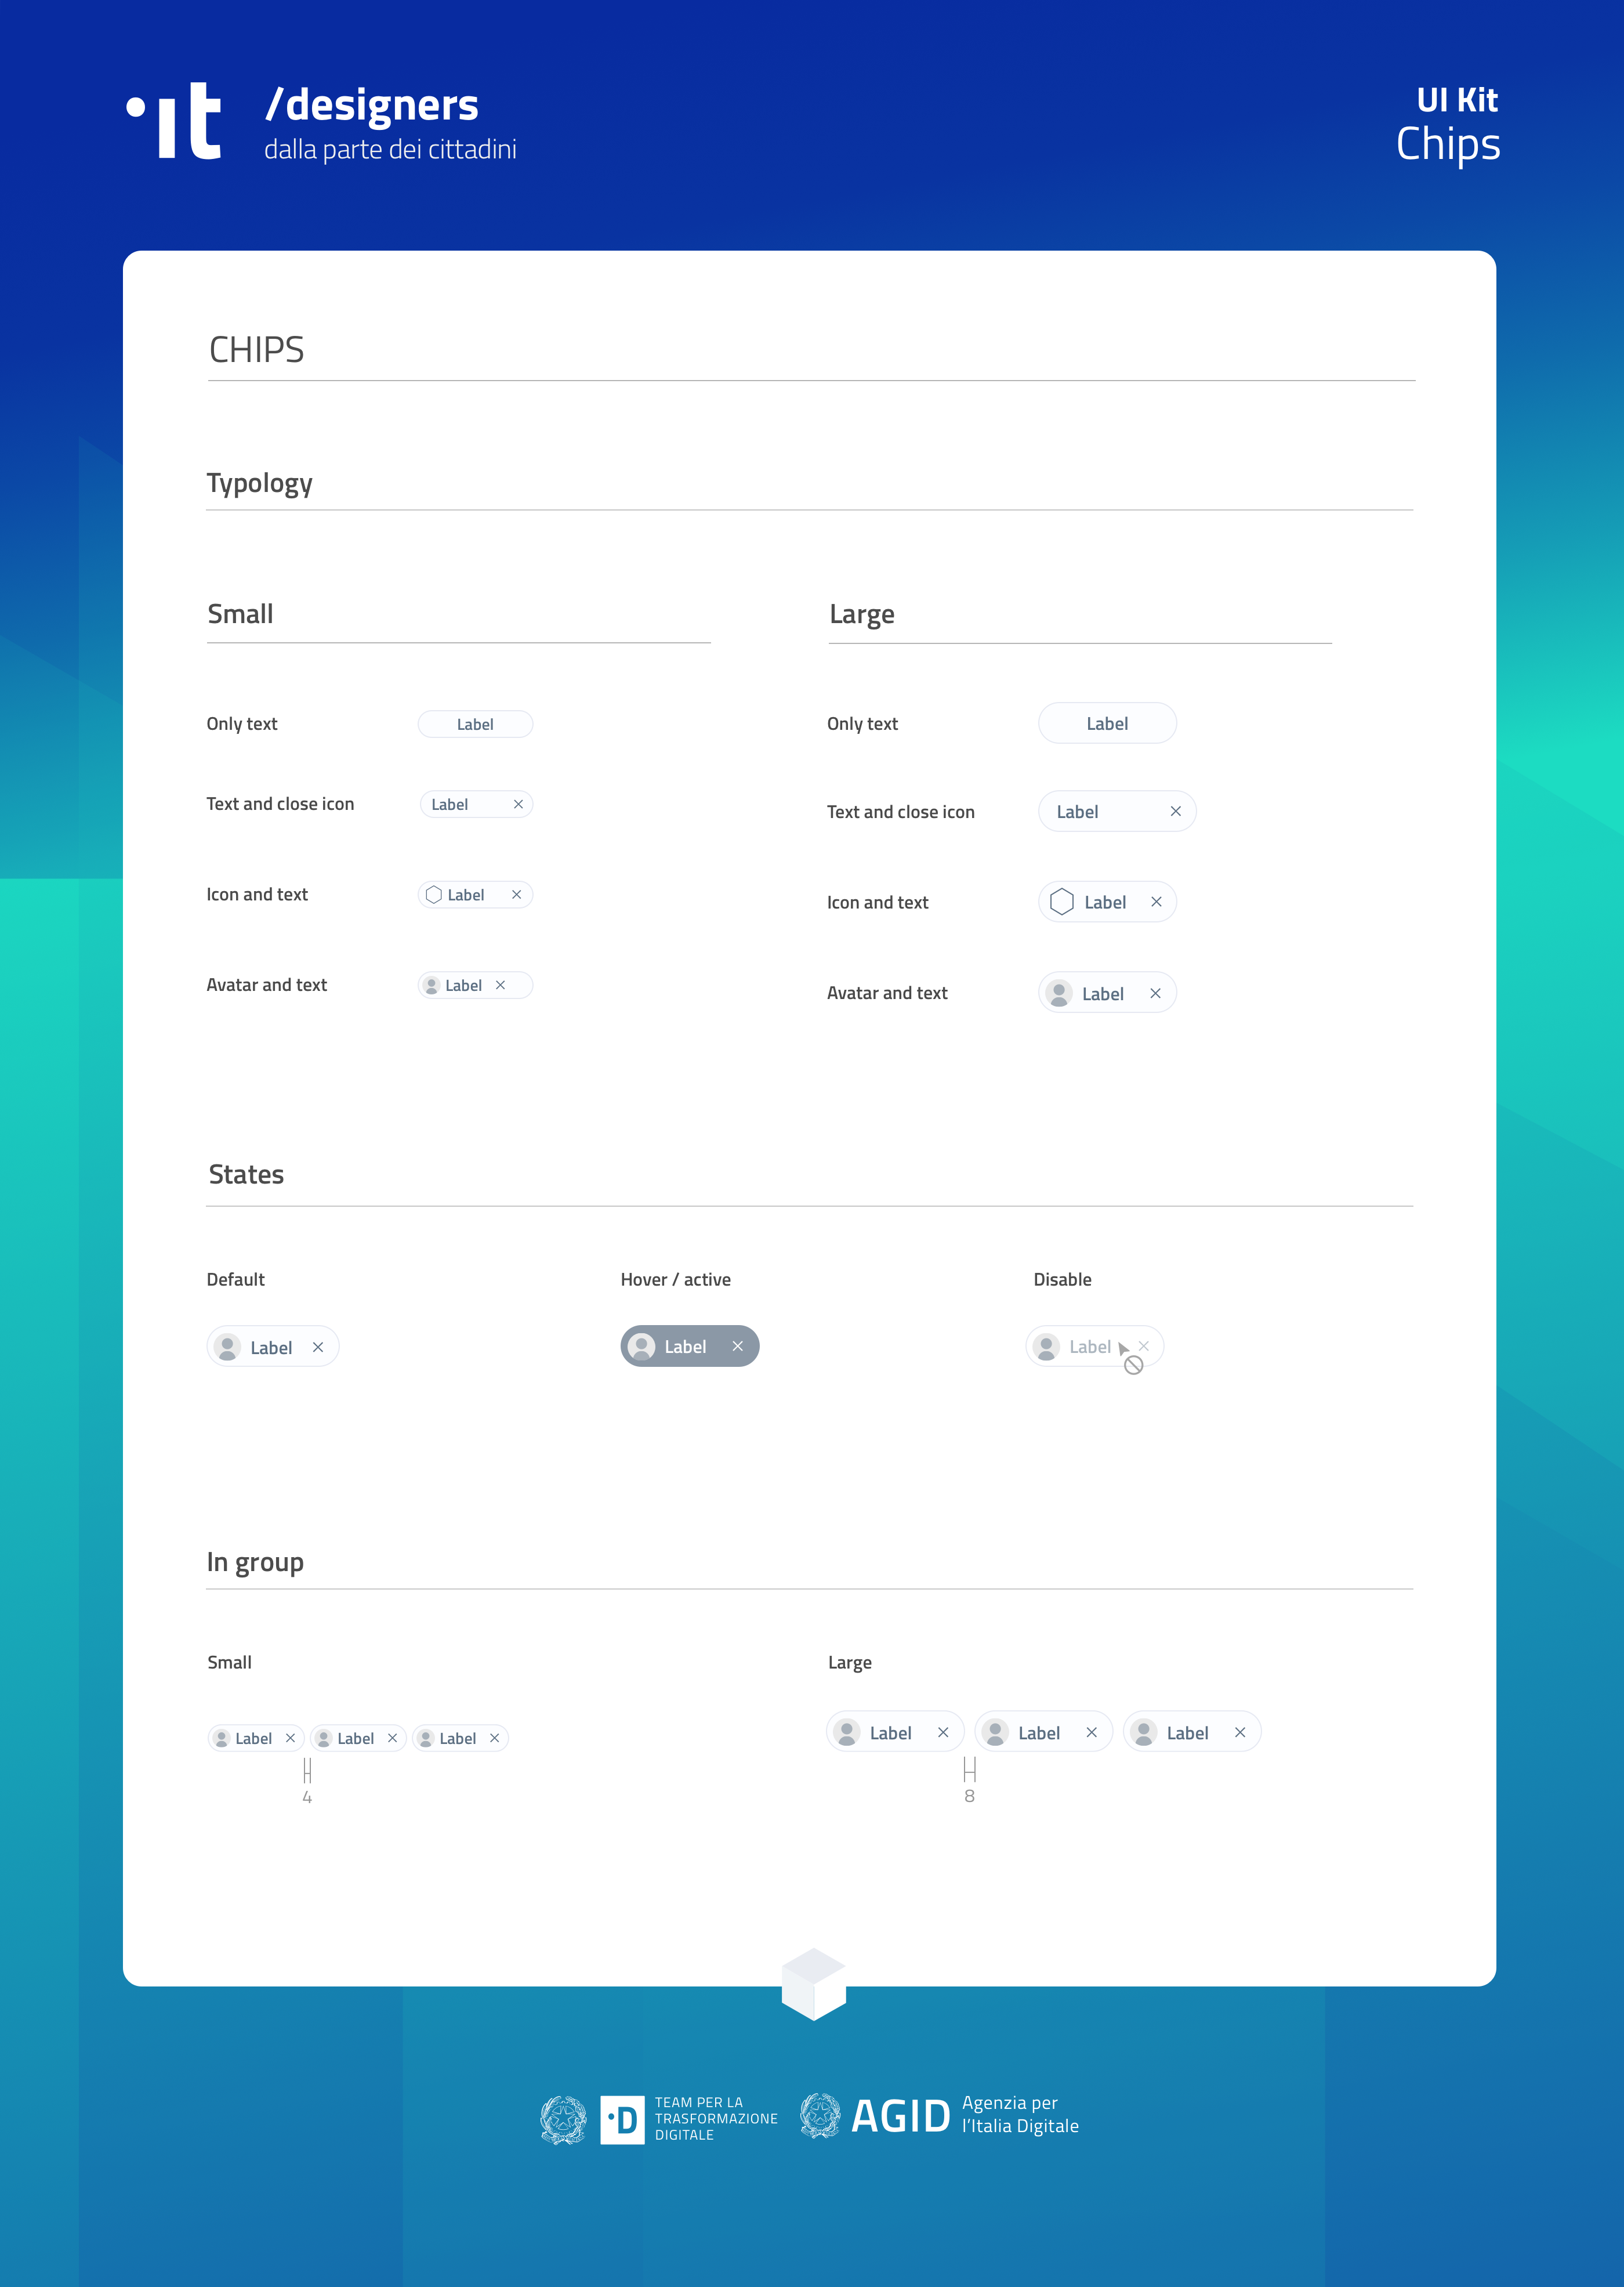 ·ıt
/designers
dalla parte dei cittadini
UI Kit
Chips
CHIPS
Typology
Small
Only text
Label
Text and close icon
Label
Icon and text
Label
Avatar and text
Label
Large
Only text
Label
Text and close icon
Label
Icon and text
Label
Avatar and text
Label
States
Default
Label
Hover / active
Label
Disable
Label
In group
Small
Label Label Label
4
Large
Label Label Label
8
·D
TEAM PER LA
TRASFORMAZIONE
DIGITALE
AGID
Agenzia per
l'Italia Digitale